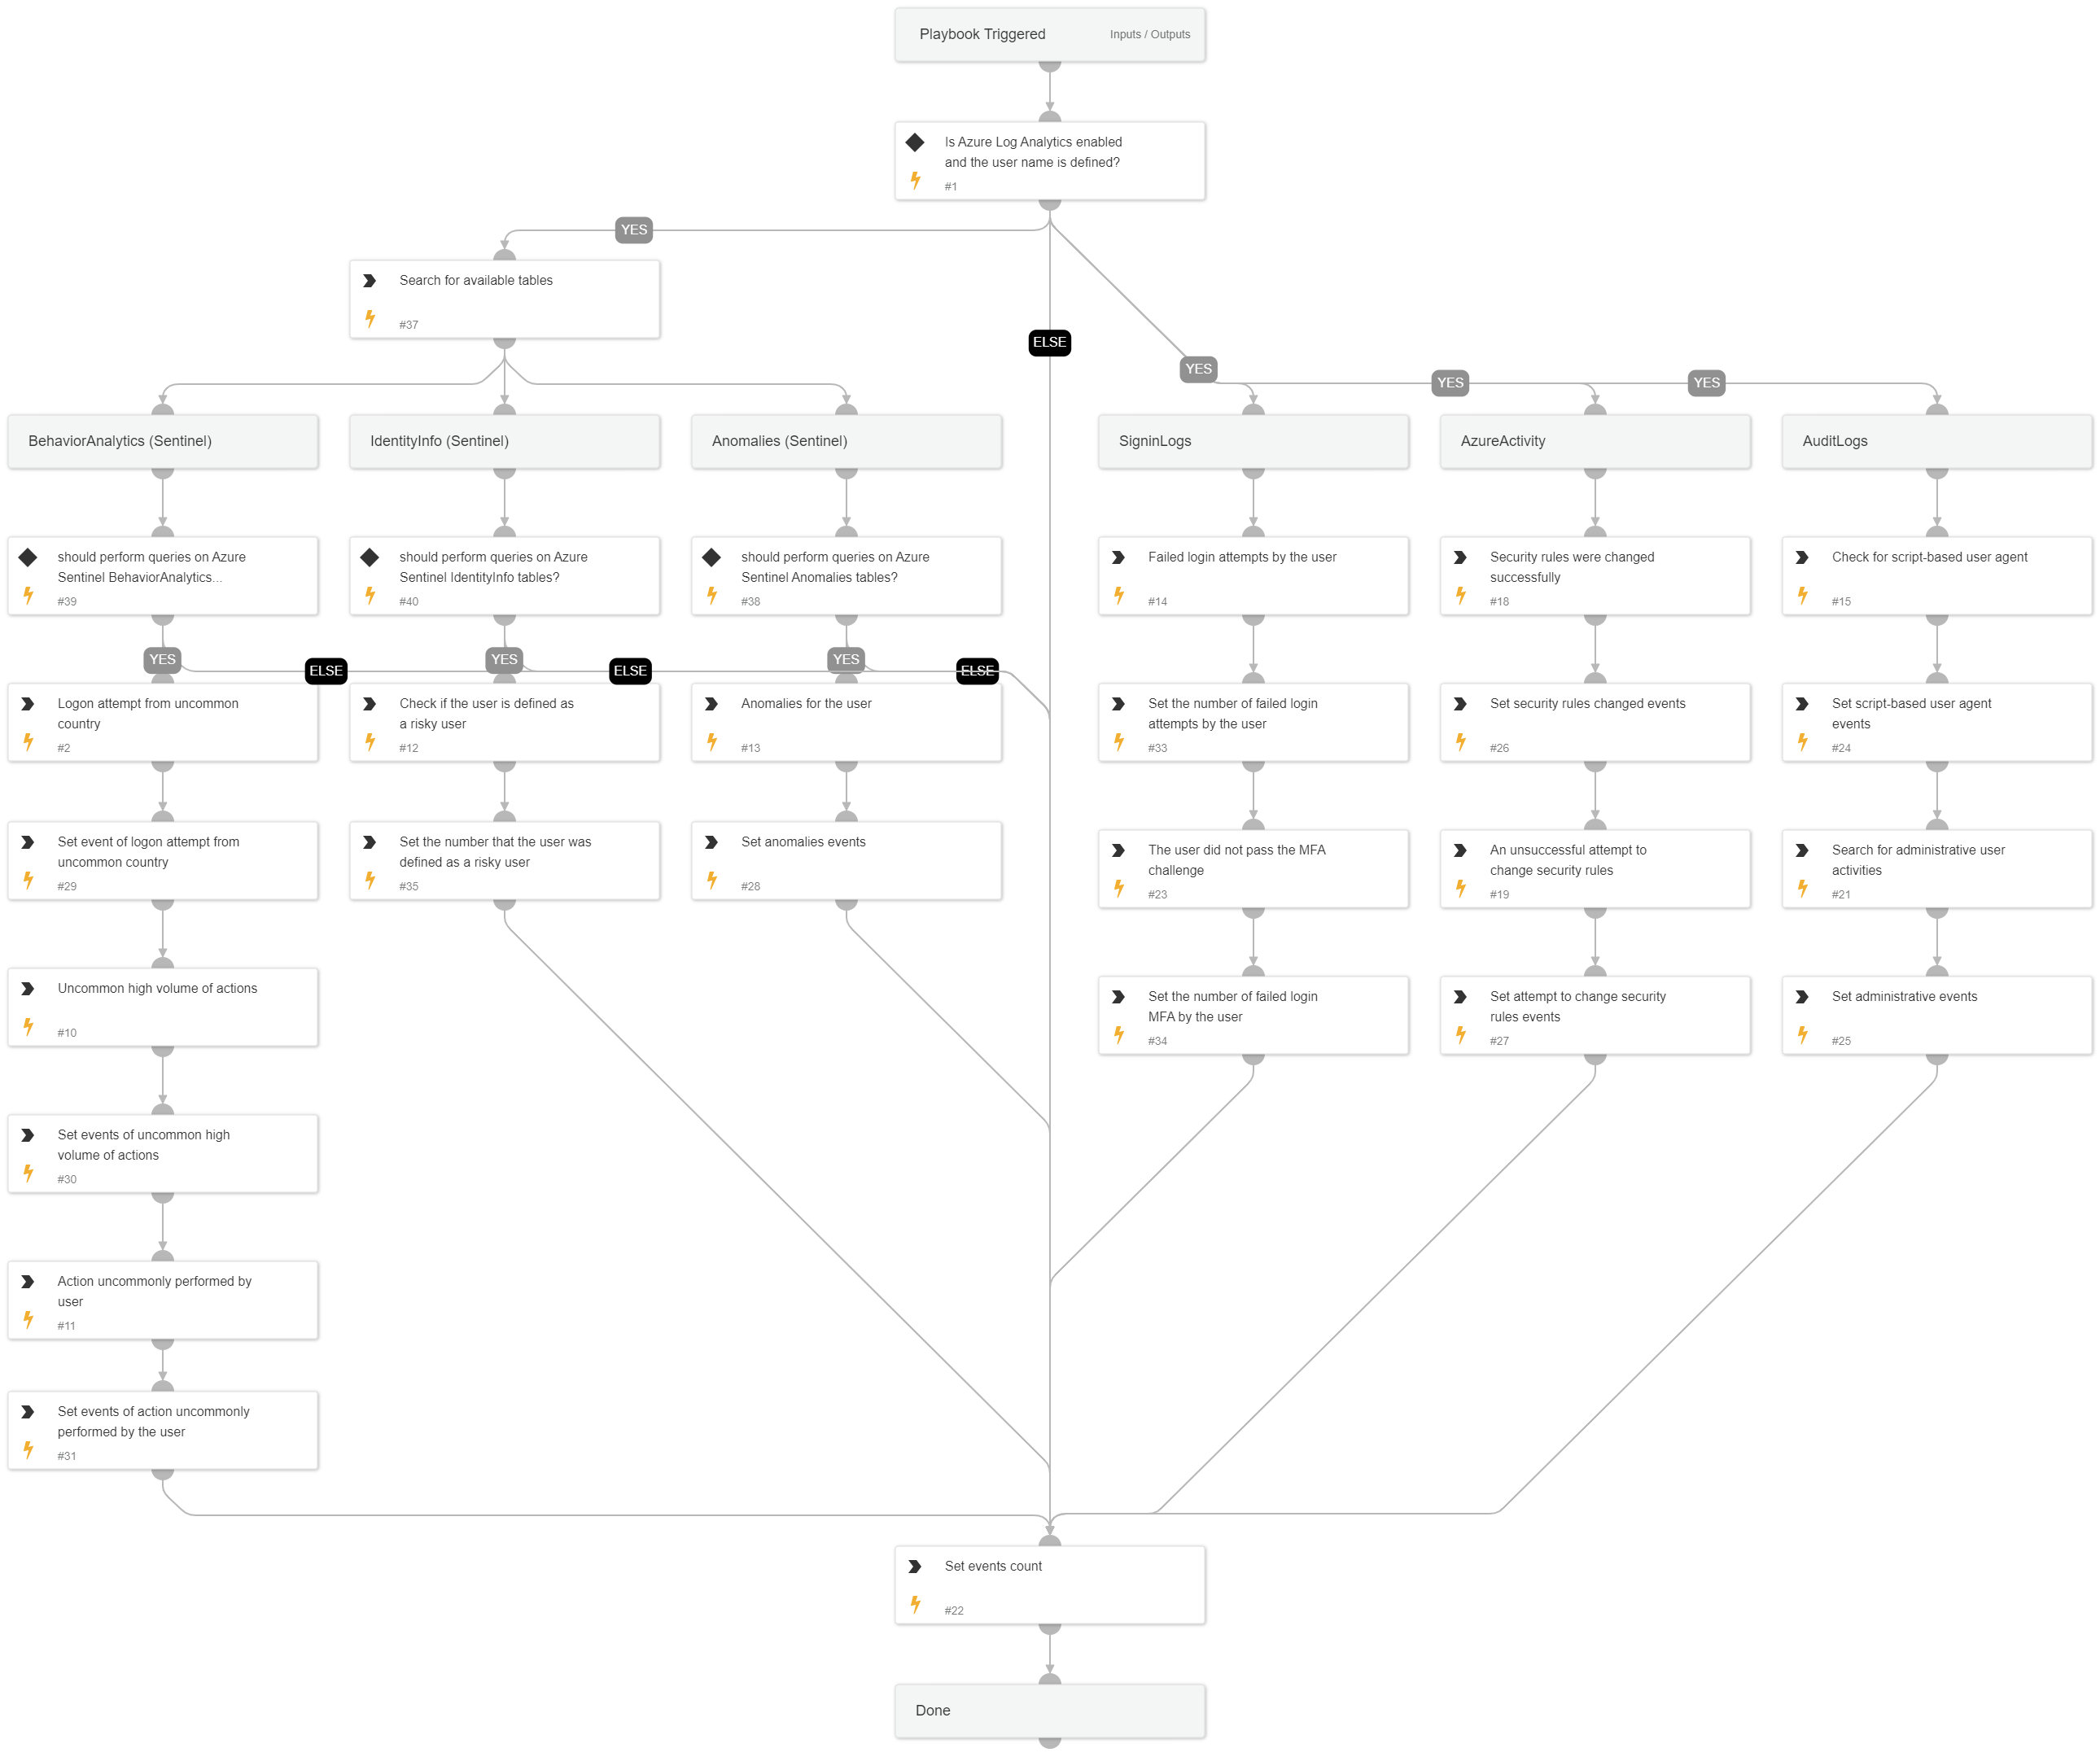 Playbook Triggered
Inputs / Outputs
Is Azure Log Analytics enabled
and the user name is defined?
#1
YES
Search for available tables
#37
ELSE
YES
YES
YES
BehaviorAnalytics (Sentinel)
IdentityInfo (Sentinel)
Anomalies (Sentinel)
SigninLogs
AzureActivity
AuditLogs
should perform queries on Azure
Sentinel BehaviorAnalytics...
#39
should perform queries on Azure
Sentinel IdentityInfo tables?
#40
should perform queries on Azure
Sentinel Anomalies tables?
#38
Failed login attempts by the user
#14
Security rules were changed
successfully
#18
Check for script-based user agent
#15
YES
ELSE
YES
ELSE
YES
ELSE
Logon attempt from uncommon
country
#2
Check if the user is defined as
a risky user
#12
Anomalies for the user
#13
Set the number of failed login
attempts by the user
#33
Set security rules changed events
#26
Set script-based user agent
events
#24
Set event of logon attempt from
uncommon country
#29
Set the number that the user was
defined as a risky user
#35
Set anomalies events
#28
The user did not pass the MFA
challenge
#23
An unsuccessful attempt to
change security rules
#19
Search for administrative user
activities
#21
Uncommon high volume of actions
#10
Set the number of failed login
MFA by the user
#34
Set attempt to change security
rules events
#27
Set administrative events
#25
Set events of uncommon high
volume of actions
#30
Action uncommonly performed by
user
#11
Set events of action uncommonly
performed by the user
#31
Set events count
#22
Done